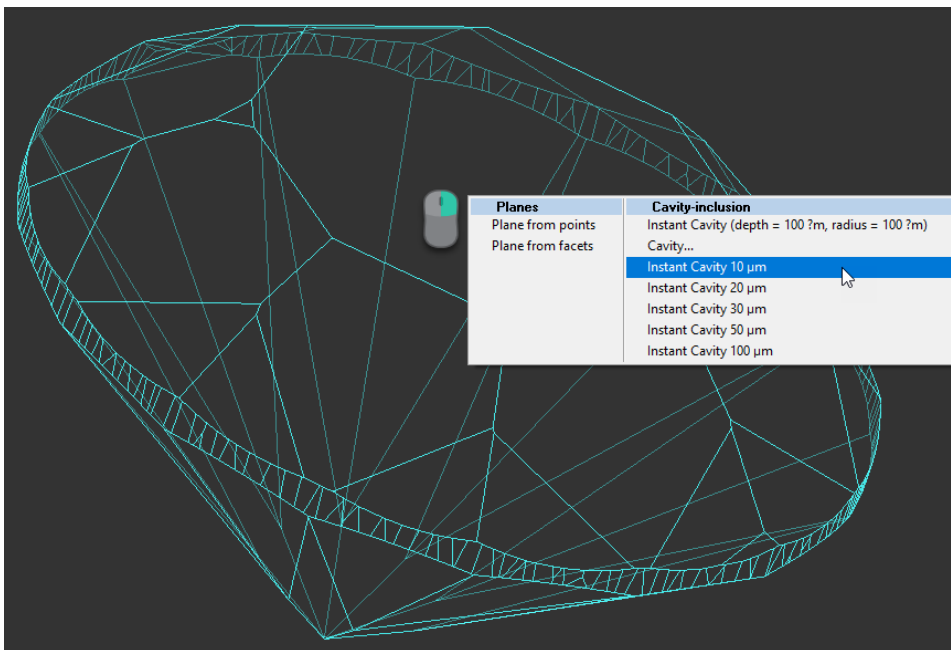 Planes
Plane from points
Plane from facets
Cavity-inclusion
Instant Cavity (depth = 100 ?m, radius = 100 ?m)
Cavity...
Instant Cavity 10 µm
Instant Cavity 20 µm
Instant Cavity 30 µm
Instant Cavity 50 µm
Instant Cavity 100 µm